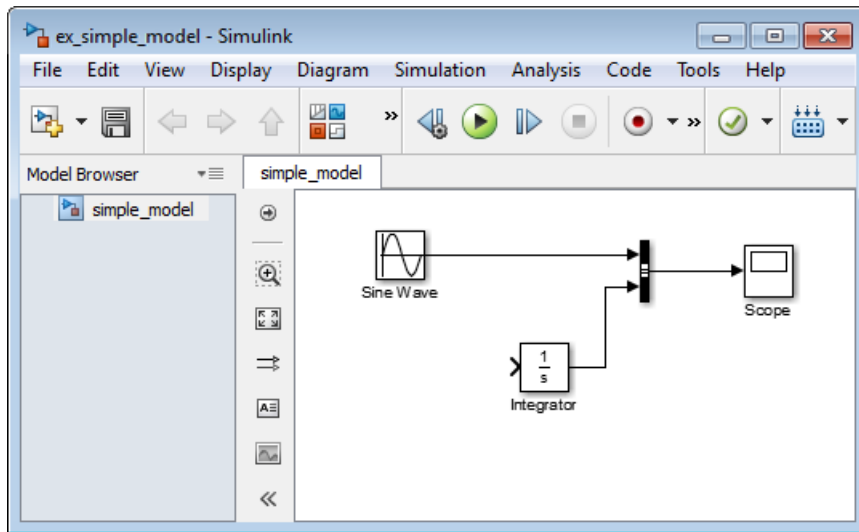 ex_simple_model - Simulink
File Edit View Display Diagram Simulation Analysis Code Tools Help
» »
Model Browser
simple_model
simple_model
Sine Wave
Scope
1
s
Integrator
A
«